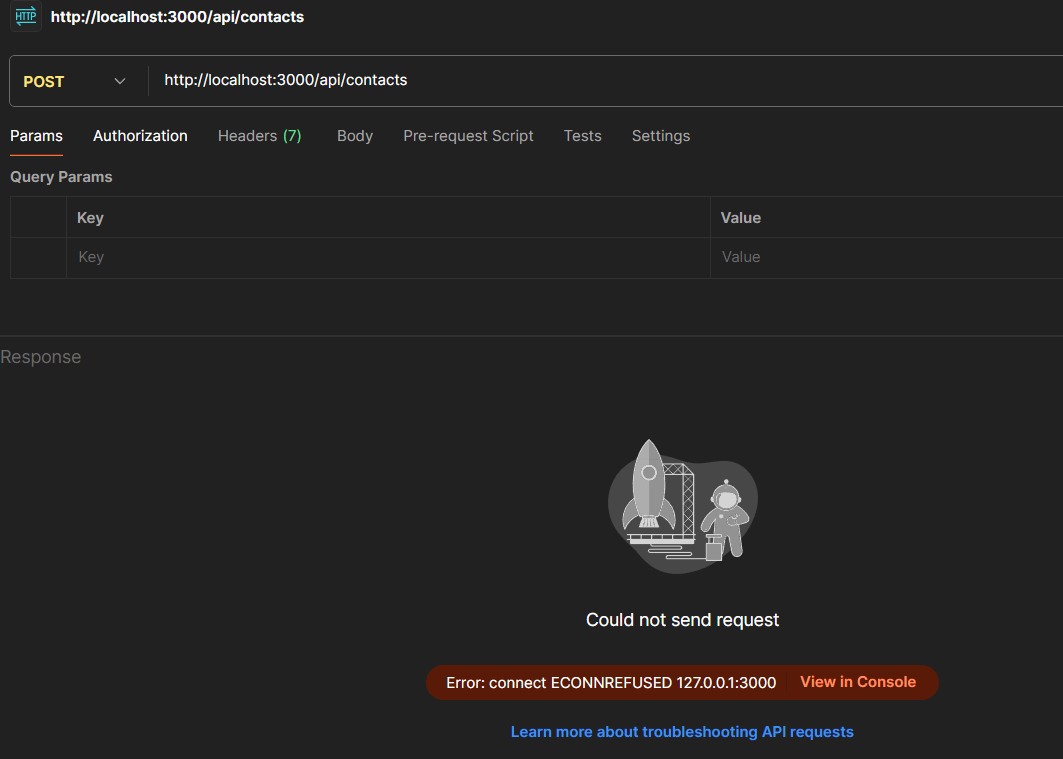 HTTP http://localhost:3000/api/contacts
POST http://localhost:3000/api/contacts
Params Authorization Headers (7) Body Pre-request Script Tests Settings
Query Params
Key Value
Key Value
Response
Could not send request
Error: connect ECONNREFUSED 127.0.0.1:3000 View in Console
Learn more about troubleshooting API requests